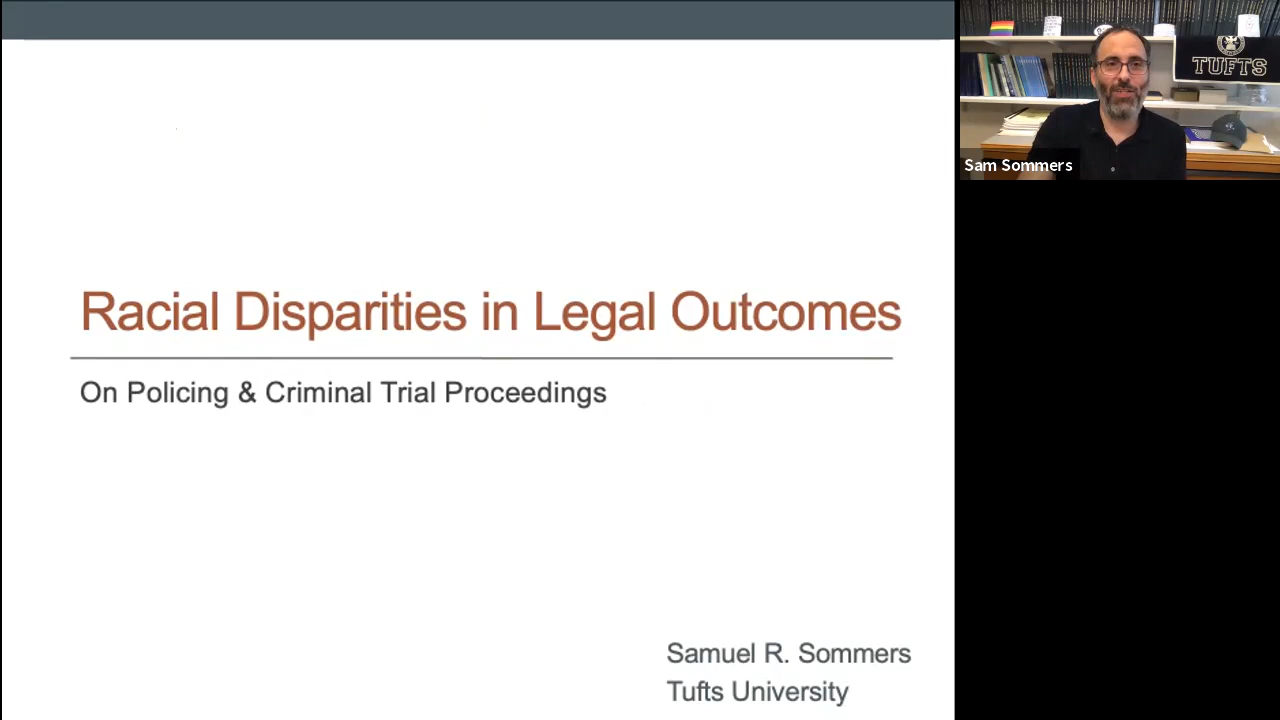 Racial Disparities in Legal Outcomes
On Policing & Criminal Trial Proceedings
Samuel R. Sommers
Tufts University
TUFTS
Sam Sommers